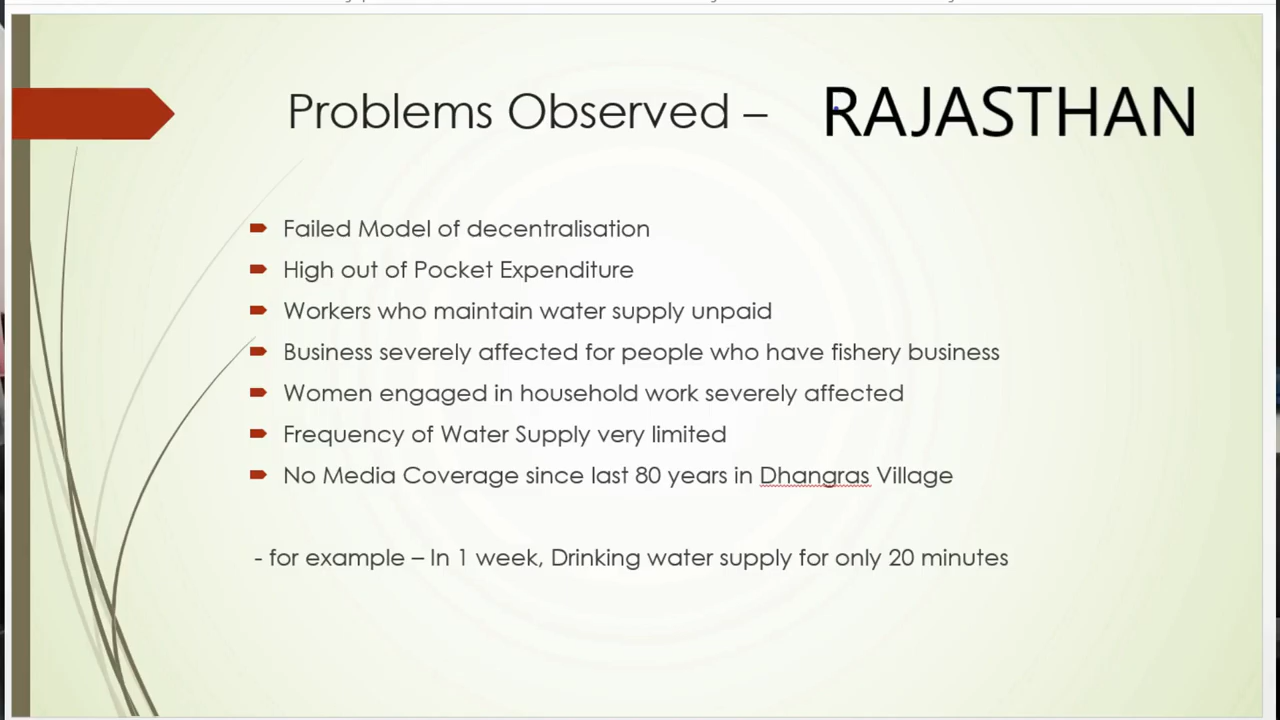 Problems Observed – RAJASTHAN
Failed Model of decentralisation
High out of Pocket Expenditure
Workers who maintain water supply unpaid
Business severely affected for people who have fishery business
Women engaged in household work severely affected
Frequency of Water Supply very limited
No Media Coverage since last 80 years in Dhangras Village
- for example – In 1 week, Drinking water supply for only 20 minutes